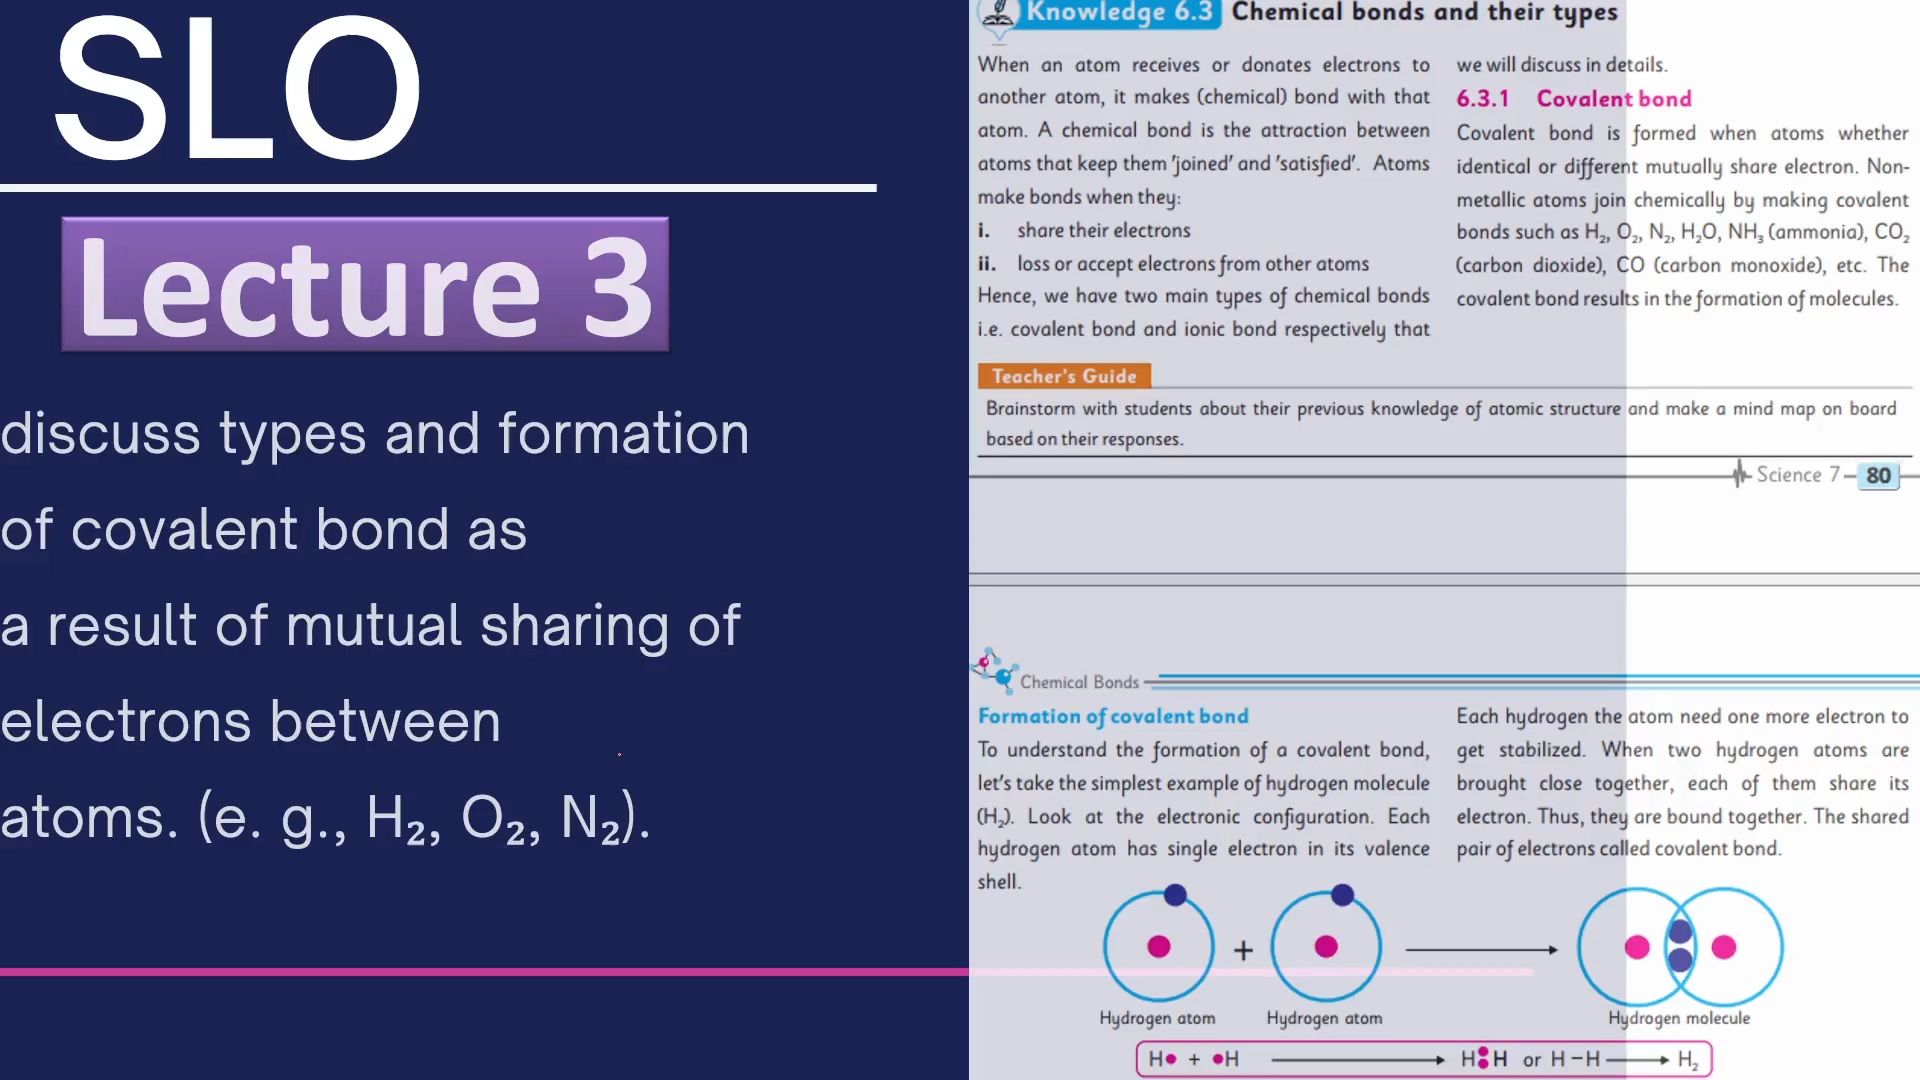 SLO
Lecture 3
discuss types and formation
of covalent bond as
a result of mutual sharing of
electrons between
atoms. (e. g., H₂, O₂, N₂).
Knowledge 6.3 Chemical bonds and their types
When an atom receives or donates electrons to
another atom, it makes (chemical) bond with that
atom. A chemical bond is the attraction between
atoms that keep them 'joined' and 'satisfied'. Atoms
make bonds when they:
i. share their electrons
ii. loss or accept electrons from other atoms
Hence, we have two main types of chemical bonds
i.e. covalent bond and ionic bond respectively that
we will discuss in details.
6.3.1 Covalent bond
Covalent bond is formed when atoms whether
identical or different mutually share electron. Non-
metallic atoms join chemically by making covalent
bonds such as H₂, O₂, N₂, H₂O, NH₃ (ammonia), CO₂
(carbon dioxide), CO (carbon monoxide), etc. The
covalent bond results in the formation of molecules.
Teacher's Guide
Brainstorm with students about their previous knowledge of atomic structure and make a mind map on board
based on their responses.
Science 7 80
Chemical Bonds
Formation of covalent bond
To understand the formation of a covalent bond,
let's take the simplest example of hydrogen molecule
(H₂). Look at the electronic configuration. Each
hydrogen atom has single electron in its valence
shell.
Each hydrogen the atom need one more electron to
get stabilized. When two hydrogen atoms are
brought close together, each of them share its
electron. Thus, they are bound together. The shared
pair of electrons called covalent bond.
+
Hydrogen atom Hydrogen atom Hydrogen molecule
H• + •H ⟶ H:H or H–H ⟶ H₂